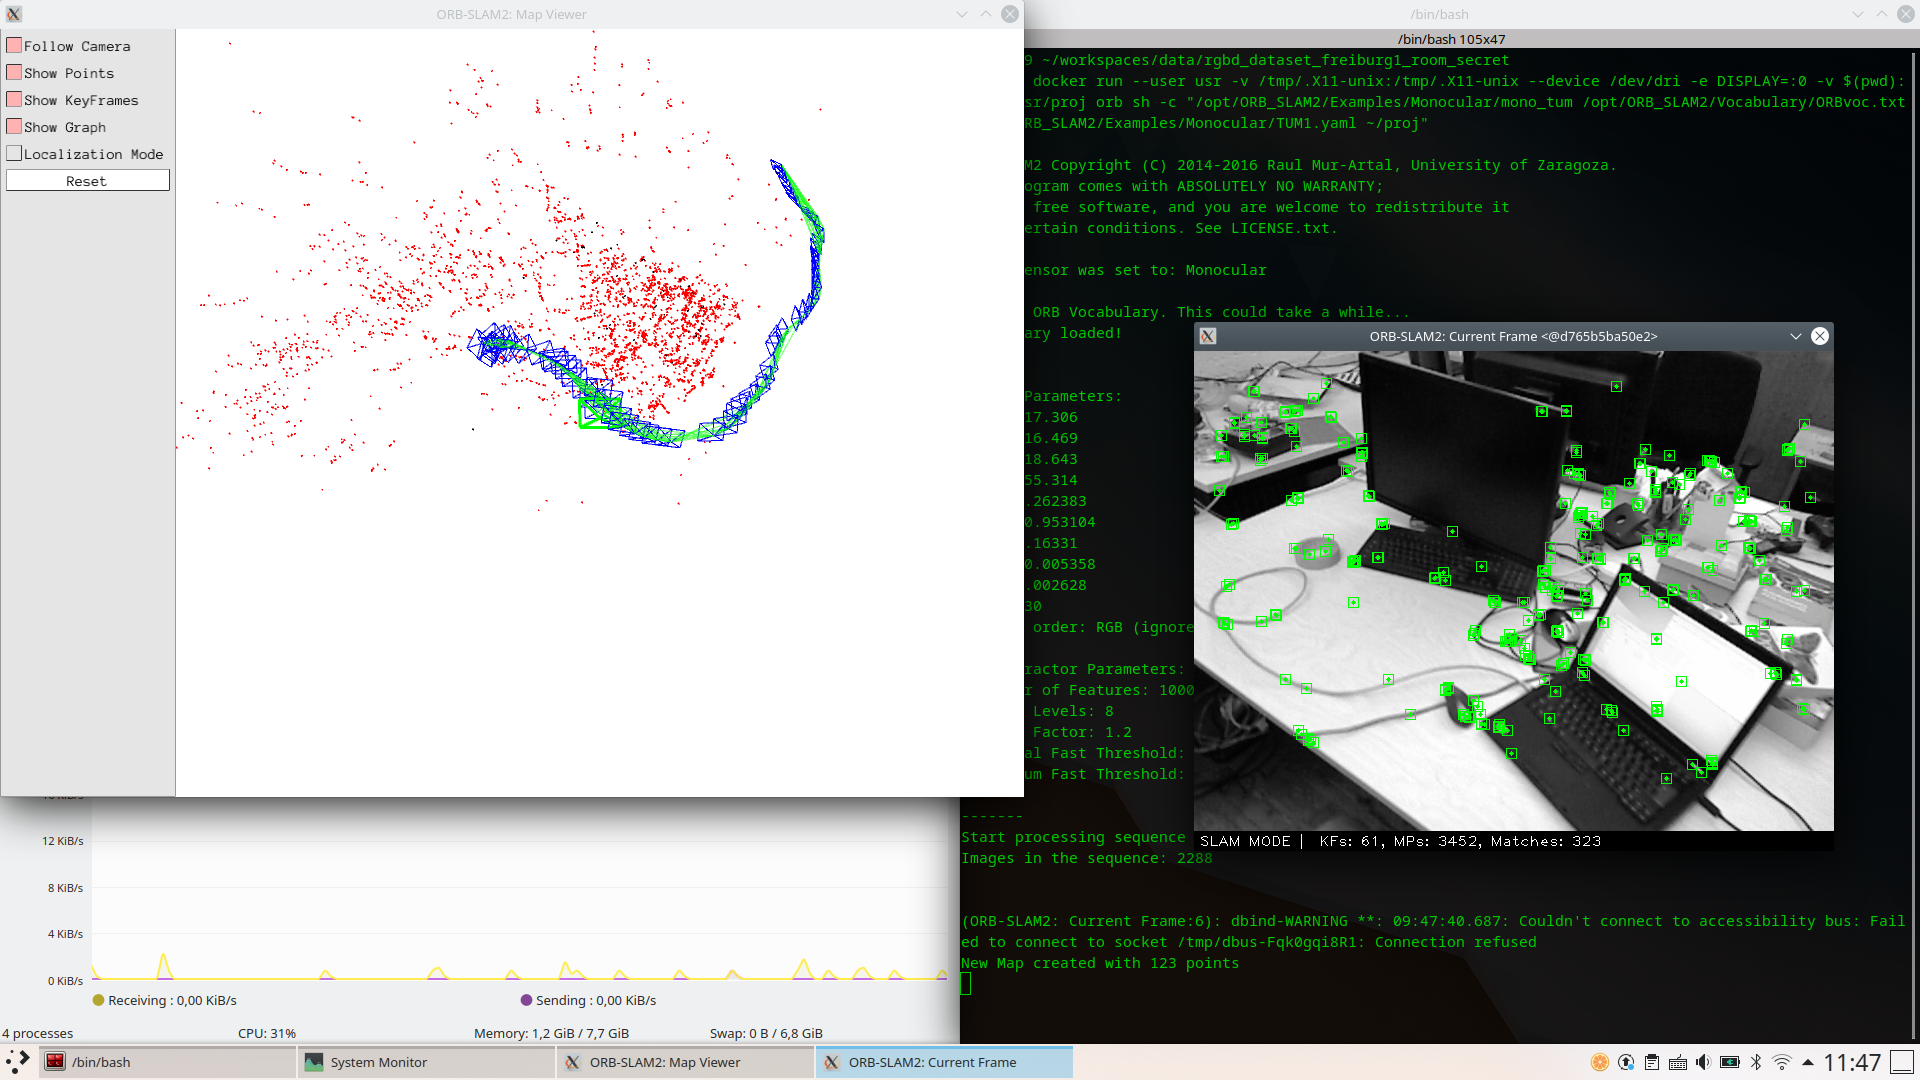 ORB-SLAM2: Map Viewer
Follow Camera
Show Points
Show KeyFrames
Show Graph
Localization Mode
Reset
/bin/bash
/bin/bash 105x47
9 ~/workspaces/data/rgbd_dataset_freiburg1_room_secret
docker run --user usr -v /tmp/.X11-unix:/tmp/.X11-unix --device /dev/dri -e DISPLAY=:0 -v $(pwd):
sr/proj orb sh -c "/opt/ORB_SLAM2/Examples/Monocular/mono_tum /opt/ORB_SLAM2/Vocabulary/ORBvoc.txt
RB_SLAM2/Examples/Monocular/TUM1.yaml ~/proj"
M2 Copyright (C) 2014-2016 Raul Mur-Artal, University of Zaragoza.
ogram comes with ABSOLUTELY NO WARRANTY;
free software, and you are welcome to redistribute it
ertain conditions. See LICENSE.txt.
ensor was set to: Monocular
ORB Vocabulary. This could take a while...
ary loaded!
Parameters:
17.306
16.469
18.643
55.314
.262383
0.953104
.16331
0.005358
.002628
30
order: RGB (ignore
ractor Parameters:
r of Features: 1000
Levels: 8
Factor: 1.2
al Fast Threshold:
um Fast Threshold:
-------
Start processing sequence
Images in the sequence: 2288
(ORB-SLAM2: Current Frame:6): dbind-WARNING **: 09:47:40.687: Couldn't connect to accessibility bus: Fail
ed to connect to socket /tmp/dbus-Fqk0gqi8R1: Connection refused
New Map created with 123 points
ORB-SLAM2: Current Frame <@d765b5ba50e2>
SLAM MODE | KFs: 61, MPs: 3452, Matches: 323
12 KiB/s
8 KiB/s
4 KiB/s
0 KiB/s
Receiving : 0,00 KiB/s
Sending : 0,00 KiB/s
4 processes
CPU: 31%
Memory: 1,2 GiB / 7,7 GiB
Swap: 0 B / 6,8 GiB
/bin/bash
System Monitor
ORB-SLAM2: Map Viewer
ORB-SLAM2: Current Frame
11:47